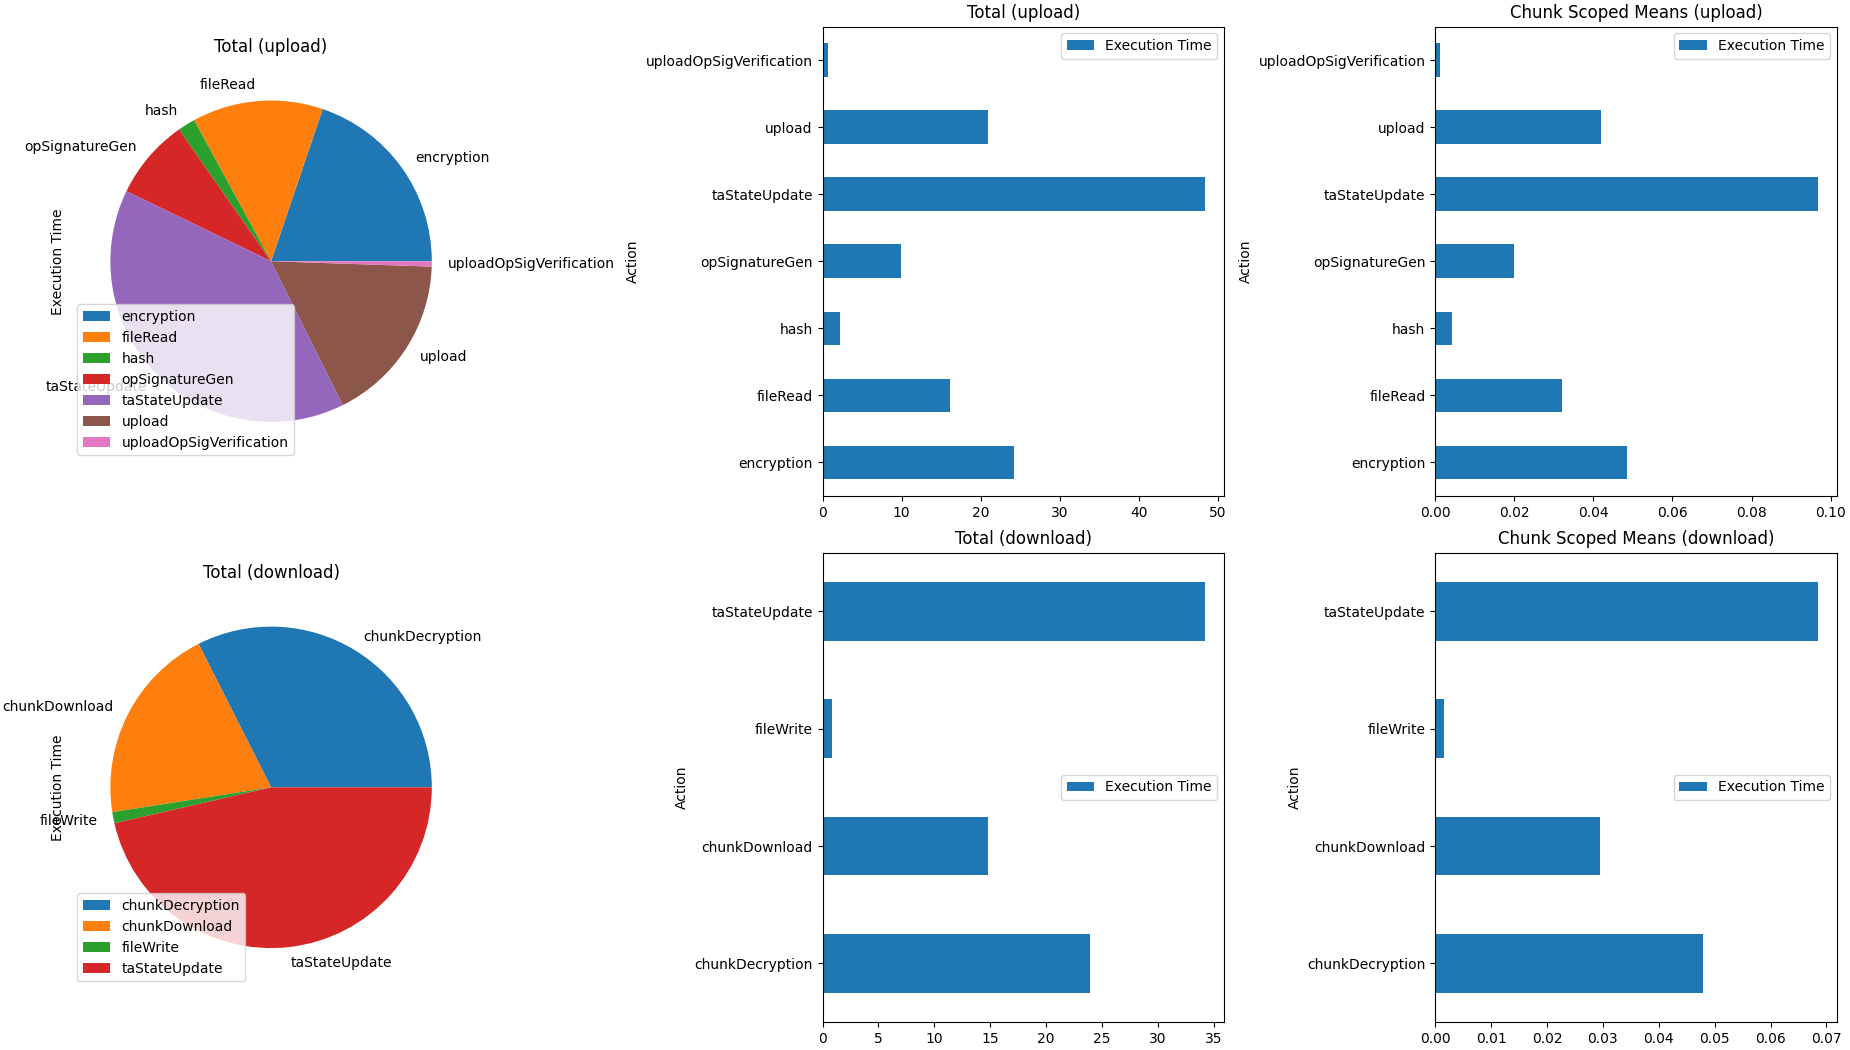 Total (upload)
fileRead
hash
opSignatureGen
encryption
Execution Time
uploadOpSigVerification
upload
taStateUpdate
encryption
fileRead
hash
opSignatureGen
taStateUpdate
upload
uploadOpSigVerification
Total (upload)
Execution Time
uploadOpSigVerification
upload
taStateUpdate
opSignatureGen
hash
fileRead
encryption
Action
0 10 20 30 40 50
Chunk Scoped Means (upload)
Execution Time
uploadOpSigVerification
upload
taStateUpdate
opSignatureGen
hash
fileRead
encryption
Action
0.00 0.02 0.04 0.06 0.08 0.10
Total (download)
chunkDecryption
chunkDownload
Execution Time
fileWrite
taStateUpdate
chunkDecryption
chunkDownload
fileWrite
taStateUpdate
Total (download)
taStateUpdate
fileWrite
Execution Time
chunkDownload
chunkDecryption
Action
0 5 10 15 20 25 30 35
Chunk Scoped Means (download)
taStateUpdate
fileWrite
Execution Time
chunkDownload
chunkDecryption
Action
0.00 0.01 0.02 0.03 0.04 0.05 0.06 0.07